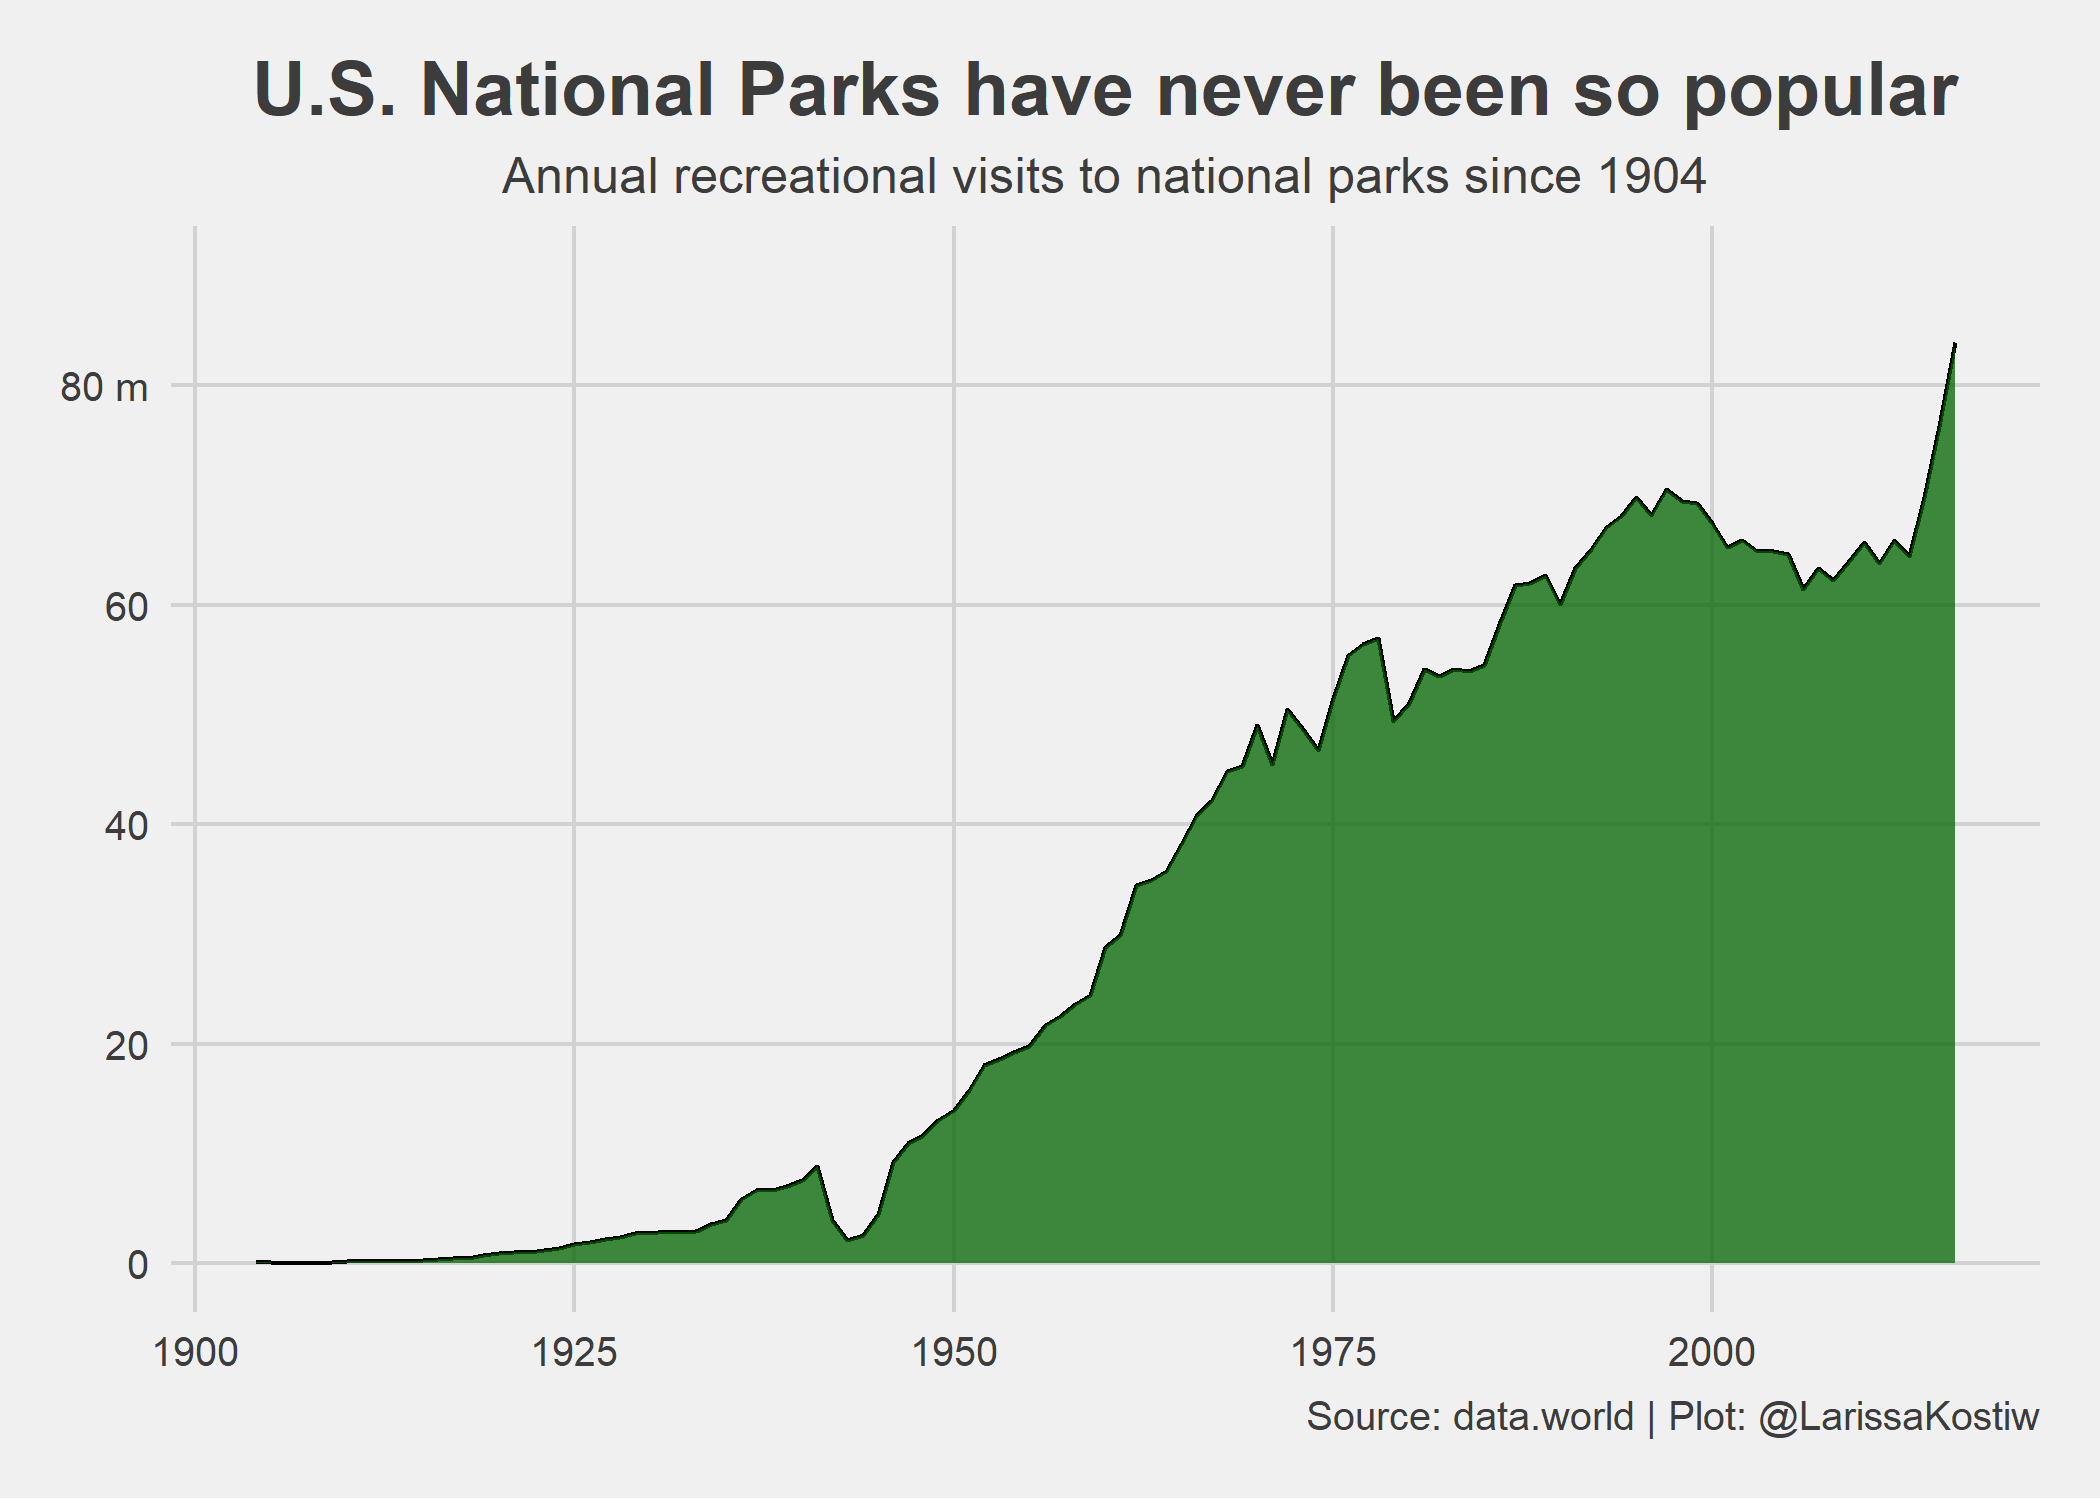 U.S. National Parks have never been so popular
Annual recreational visits to national parks since 1904
80 m
60
40
20
0
1900 1925 1950 1975 2000
Source: data.world | Plot: @LarissaKostiw